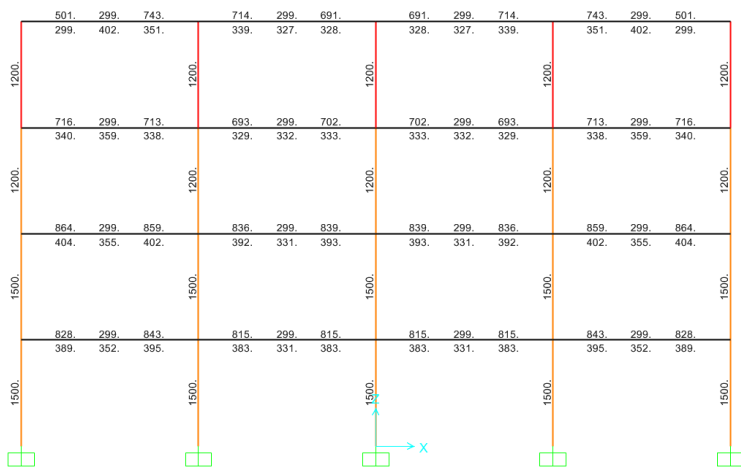 501. 299. 743. 714. 299. 691. 691. 299. 714. 743. 299. 501.
299. 402. 351. 339. 327. 328. 328. 327. 339. 351. 402. 299.
1200. 1200. 1200. 1200. 1200.
716. 299. 713. 693. 299. 702. 702. 299. 693. 713. 299. 716.
340. 359. 338. 329. 332. 333. 333. 332. 329. 338. 359. 340.
1200. 1200. 1200. 1200. 1200.
864. 299. 859. 836. 299. 839. 839. 299. 836. 859. 299. 864.
404. 355. 402. 392. 331. 393. 393. 331. 392. 402. 355. 404.
1500. 1500. 1500. 1500. 1500.
828. 299. 843. 815. 299. 815. 815. 299. 815. 843. 299. 828.
389. 352. 395. 383. 331. 383. 383. 331. 383. 395. 352. 389.
1500. 1500. 1500. 1500. 1500.
Z
X